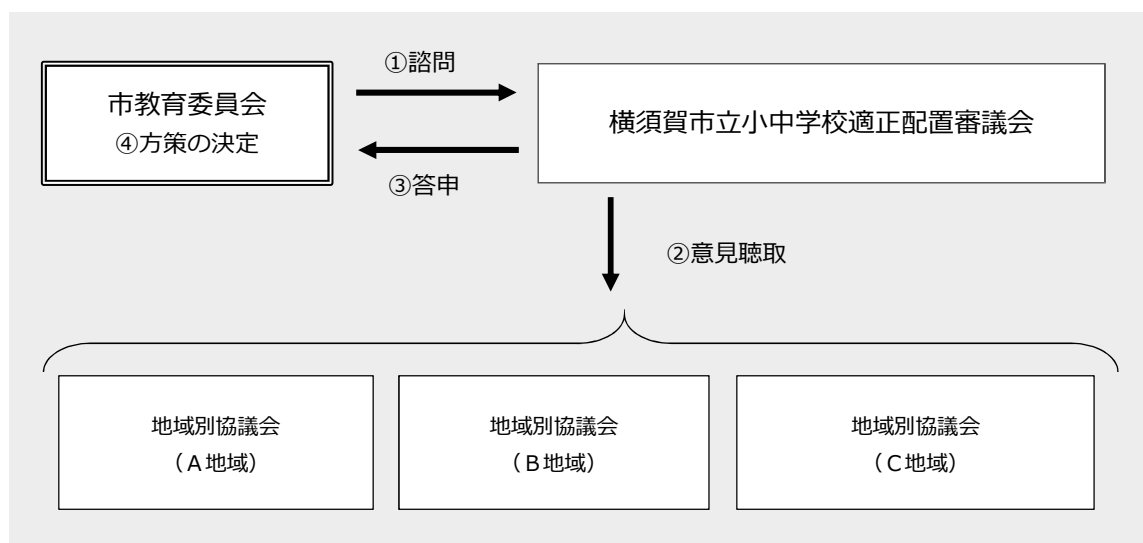 ①諮問
市教育委員会
④方策の決定
横須賀市立小中学校適正配置審議会
③答申
②意見聴取
地域別協議会
（Ａ地域）
地域別協議会
（Ｂ地域）
地域別協議会
（Ｃ地域）